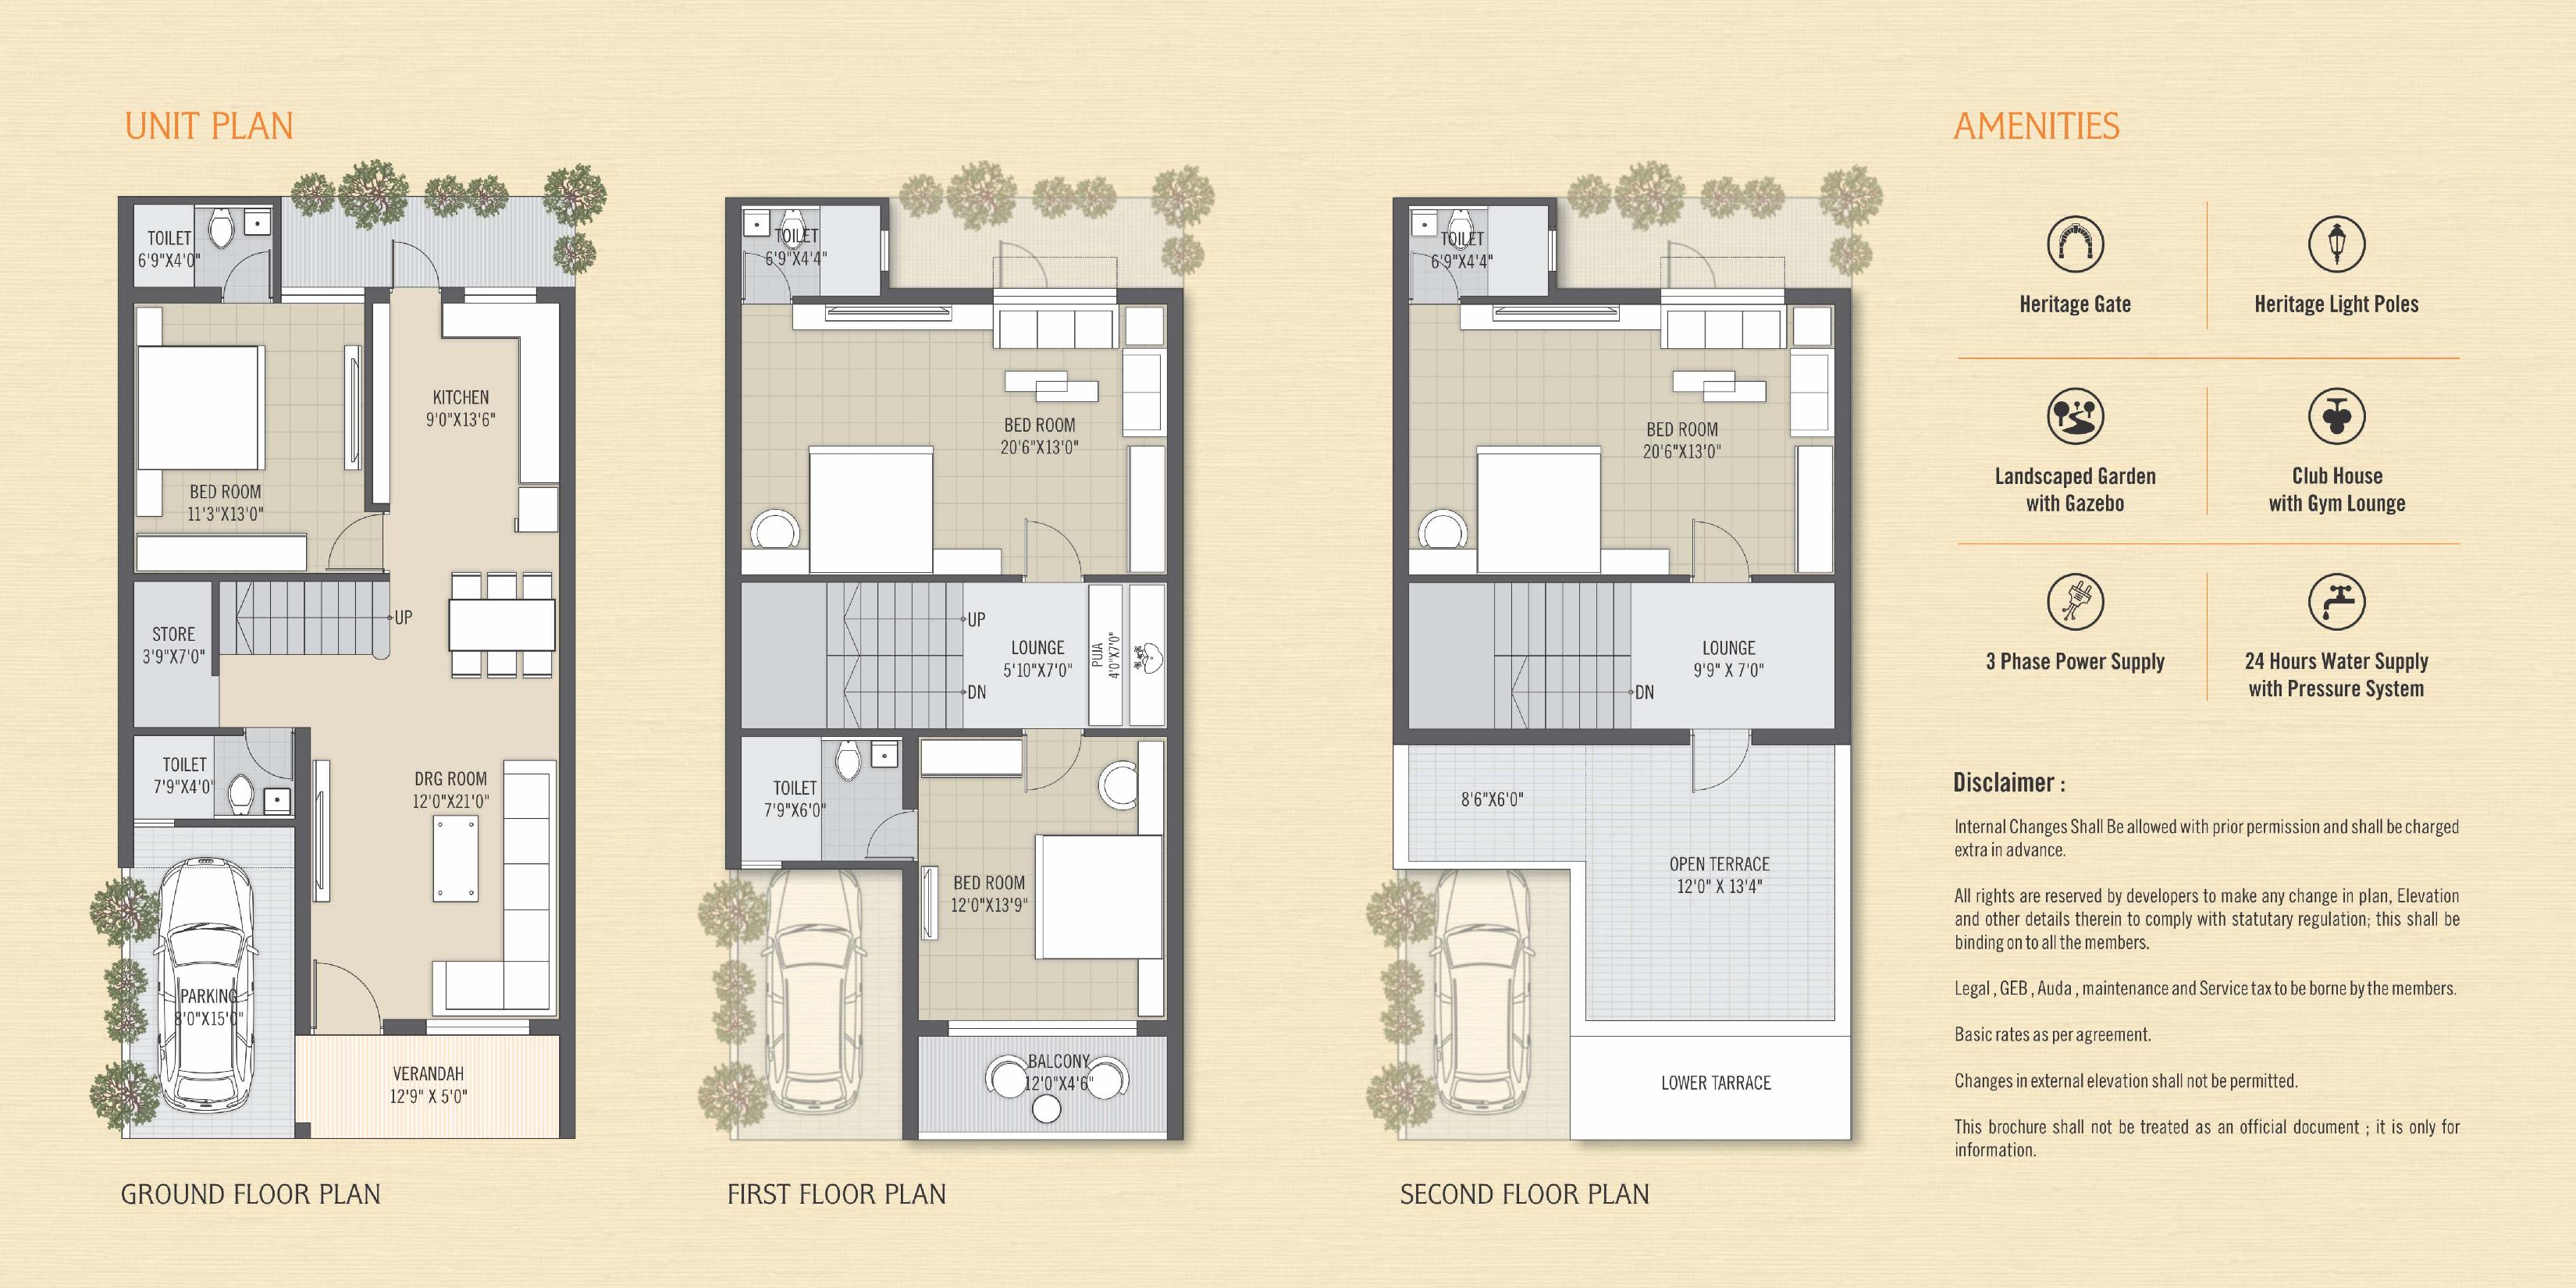 UNIT PLAN
TOILET
6'9"X4'0"
KITCHEN
9'0"X13'6"
BED ROOM
11'3"X13'0"
UP
STORE
3'9"X7'0"
TOILET
7'9"X4'0"
DRG ROOM
12'0"X21'0"
PARKING
8'0"X15'0"
VERANDAH
12'9" X 5'0"
GROUND FLOOR PLAN
TOILET
6'9"X4'4"
BED ROOM
20'6"X13'0"
UP
LOUNGE
5'10"X7'0"
PUJA
4'0"X7'0"
DN
TOILET
7'9"X6'0"
BED ROOM
12'0"X13'9"
BALCONY
12'0"X4'6"
FIRST FLOOR PLAN
TOILET
6'9"X4'4"
BED ROOM
20'6"X13'0"
LOUNGE
9'9" X 7'0"
DN
8'6"X6'0"
OPEN TERRACE
12'0" X 13'4"
LOWER TARRACE
SECOND FLOOR PLAN
AMENITIES
Heritage Gate
Heritage Light Poles
Landscaped Garden
with Gazebo
Club House
with Gym Lounge
3 Phase Power Supply
24 Hours Water Supply
with Pressure System
Disclaimer :
Internal Changes Shall Be allowed with prior permission and shall be charged
extra in advance.
All rights are reserved by developers to make any change in plan, Elevation
and other details therein to comply with statutary regulation; this shall be
binding on to all the members.
Legal , GEB , Auda , maintenance and Service tax to be borne by the members.
Basic rates as per agreement.
Changes in external elevation shall not be permitted.
This brochure shall not be treated as an official document ; it is only for
information.